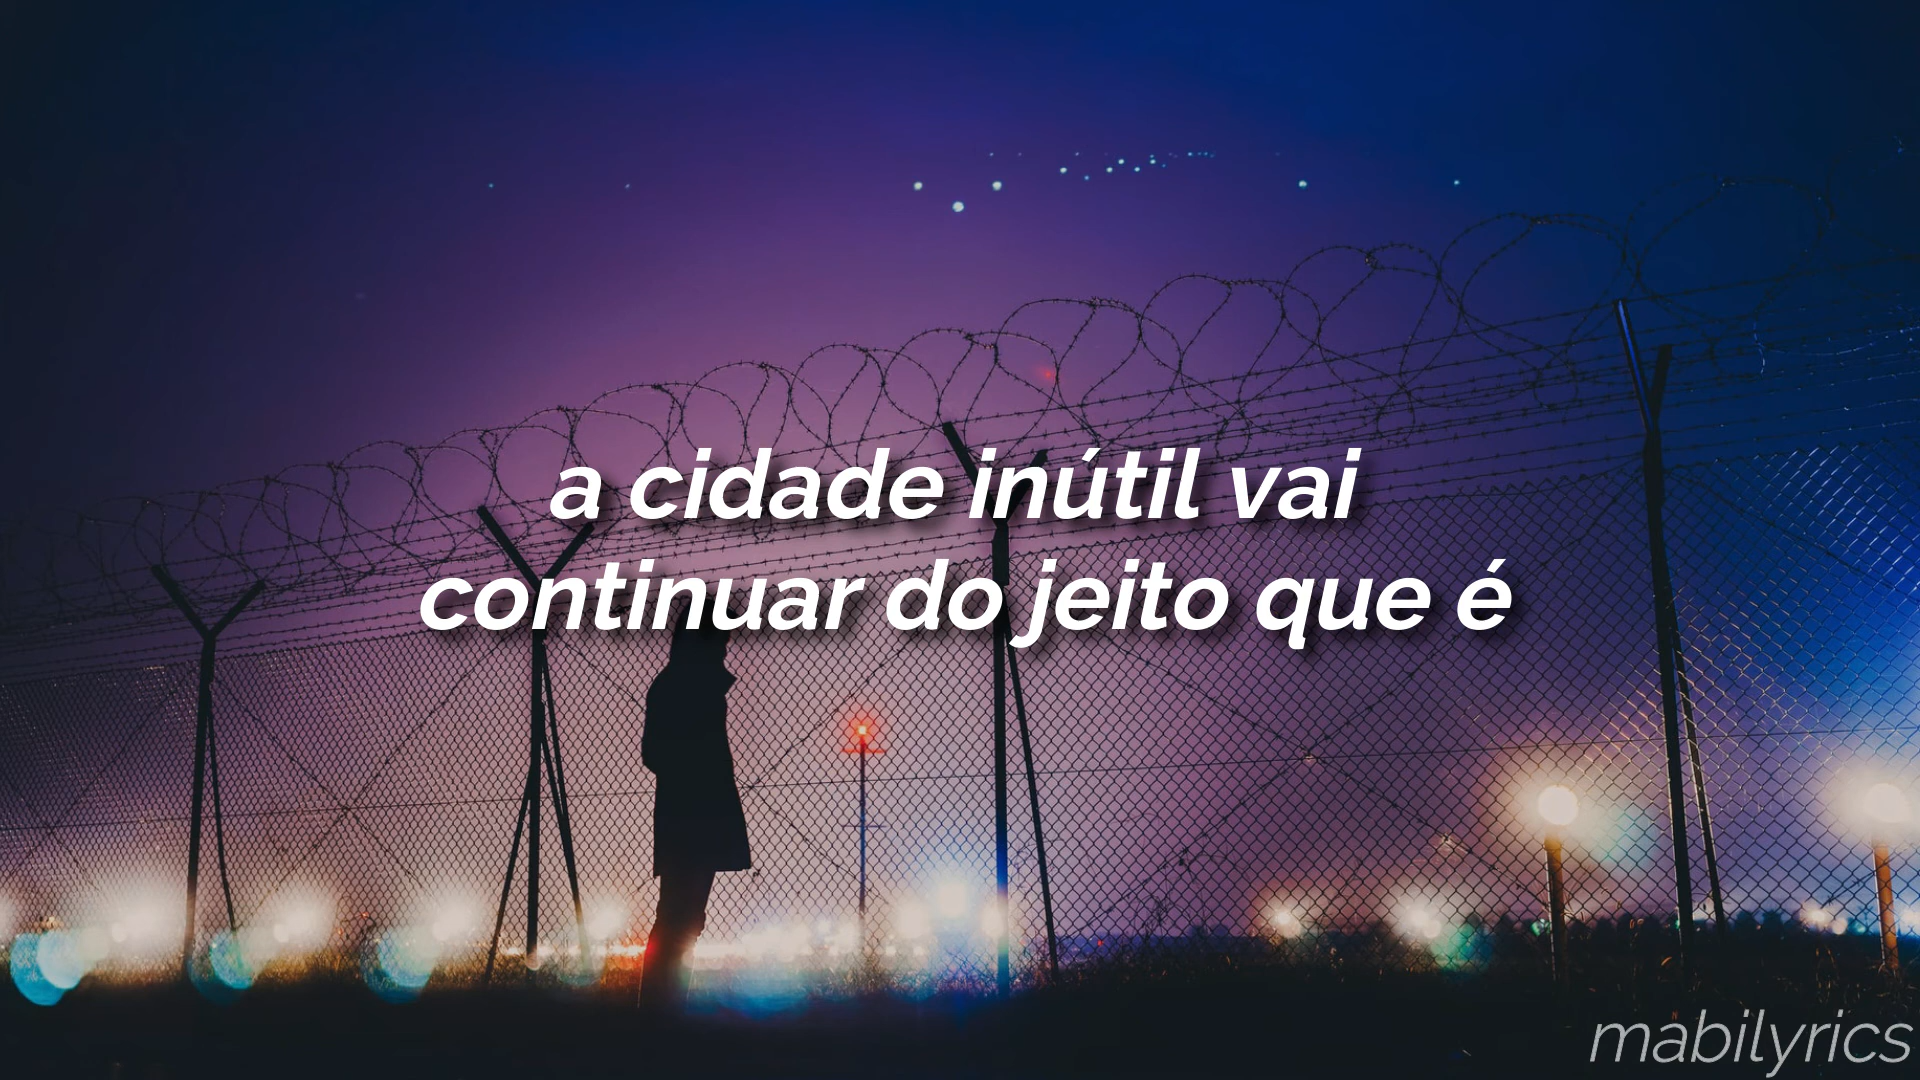 a cidade inútil vai
continuar do jeito que é
mabilyrics